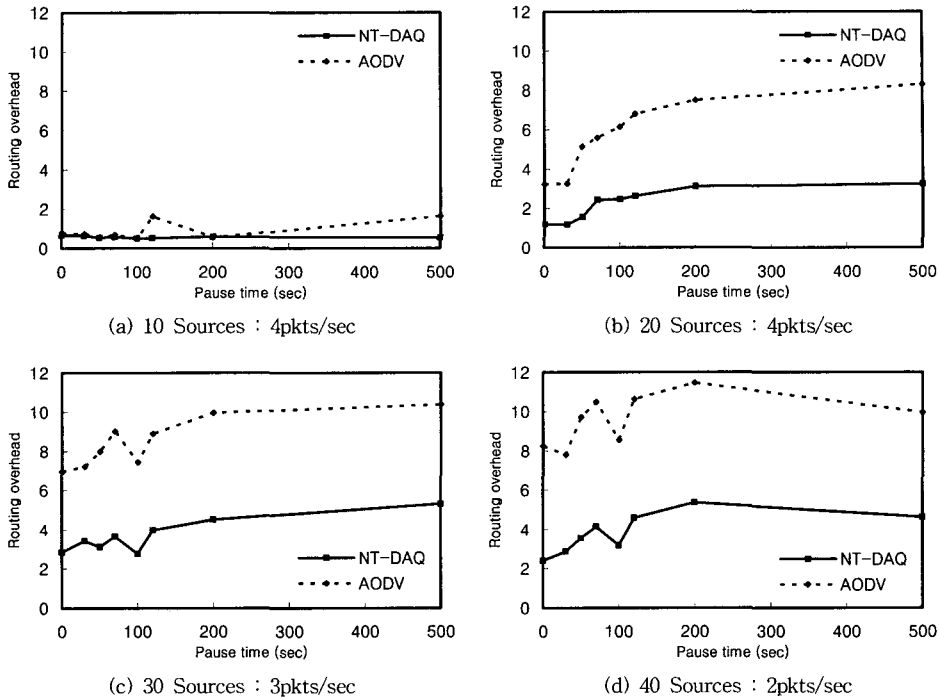 12
10
8
6
4
2
0
Routing overhead
NT-DAQ
AODV
0 100 200 300 400 500
Pause time (sec)
(a) 10 Sources : 4pkts/sec
12
10
8
6
4
2
0
Routing overhead
NT-DAQ
AODV
0 100 200 300 400 500
Pause time (sec)
(b) 20 Sources : 4pkts/sec
12
10
8
6
4
2
0
Routing overhead
NT-DAQ
AODV
0 100 200 300 400 500
Pause time (sec)
(c) 30 Sources : 3pkts/sec
12
10
8
6
4
2
0
Routing overhead
NT-DAQ
AODV
0 100 200 300 400 500
Pause time (sec)
(d) 40 Sources : 2pkts/sec